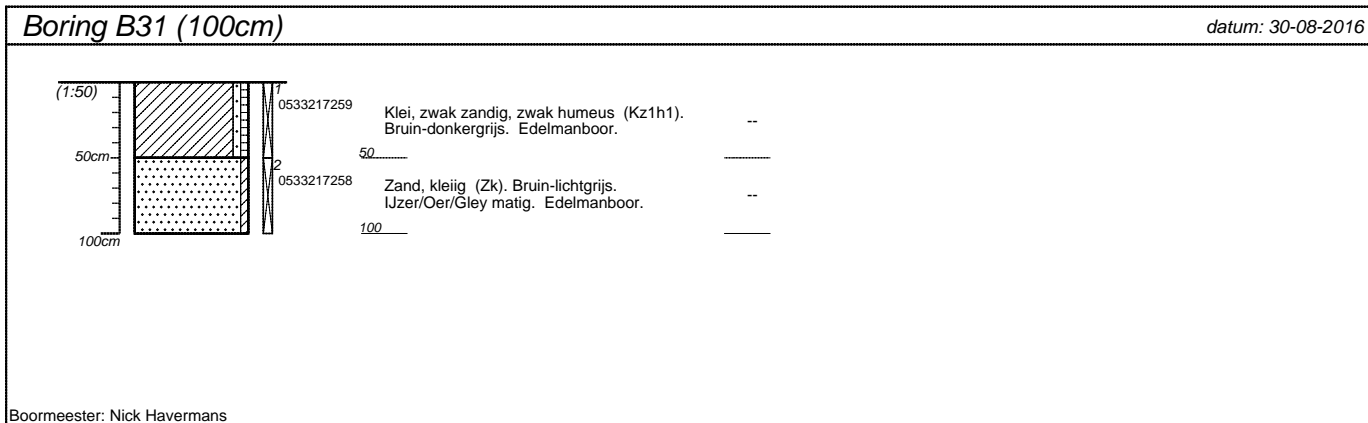 Boring B31 (100cm)
datum: 30-08-2016
(1:50)
1
0533217259
Klei, zwak zandig, zwak humeus (Kz1h1).
Bruin-donkergrijs. Edelmanboor.
--
50cm
50
2
0533217258
Zand, kleiig (Zk). Bruin-lichtgrijs.
IJzer/Oer/Gley matig. Edelmanboor.
--
100cm
100
Boormeester: Nick Havermans